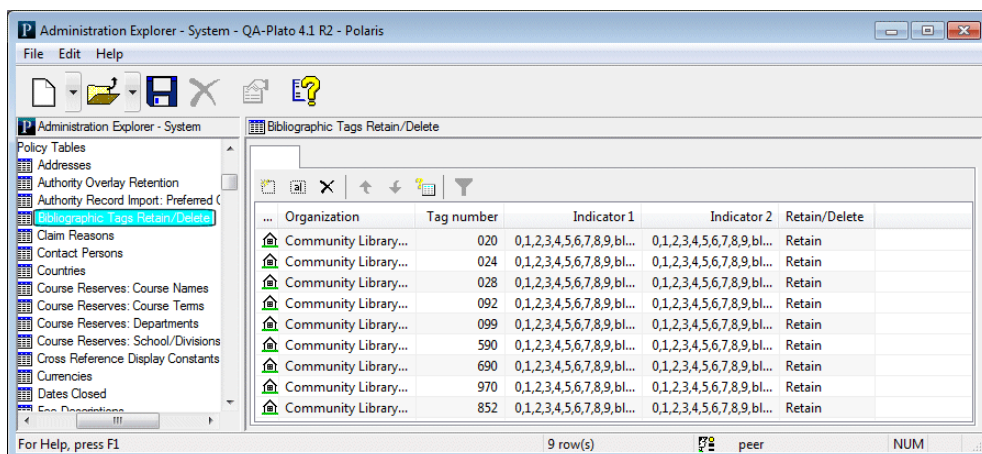 Administration Explorer - System - QA-Plato 4.1 R2 - Polaris
File Edit Help
Administration Explorer - System
Bibliographic Tags Retain/Delete
Policy Tables
Addresses
Authority Overlay Retention
Authority Record Import: Preferred (
Bibliographic Tags Retain/Delete
Claim Reasons
Contact Persons
Countries
Course Reserves: Course Names
Course Reserves: Course Terms
Course Reserves: Departments
Course Reserves: School/Divisions
Cross Reference Display Constants
Currencies
Dates Closed
Fee Descriptions
... Organization Tag number Indicator 1 Indicator 2 Retain/Delete
Community Library... 020 0,1,2,3,4,5,6,7,8,9,bl... 0,1,2,3,4,5,6,7,8,9,bl... Retain
Community Library... 024 0,1,2,3,4,5,6,7,8,9,bl... 0,1,2,3,4,5,6,7,8,9,bl... Retain
Community Library... 028 0,1,2,3,4,5,6,7,8,9,bl... 0,1,2,3,4,5,6,7,8,9,bl... Retain
Community Library... 092 0,1,2,3,4,5,6,7,8,9,bl... 0,1,2,3,4,5,6,7,8,9,bl... Retain
Community Library... 099 0,1,2,3,4,5,6,7,8,9,bl... 0,1,2,3,4,5,6,7,8,9,bl... Retain
Community Library... 590 0,1,2,3,4,5,6,7,8,9,bl... 0,1,2,3,4,5,6,7,8,9,bl... Retain
Community Library... 690 0,1,2,3,4,5,6,7,8,9,bl... 0,1,2,3,4,5,6,7,8,9,bl... Retain
Community Library... 970 0,1,2,3,4,5,6,7,8,9,bl... 0,1,2,3,4,5,6,7,8,9,bl... Retain
Community Library... 852 0,1,2,3,4,5,6,7,8,9,bl... 0,1,2,3,4,5,6,7,8,9,bl... Retain
For Help, press F1 9 row(s) peer NUM